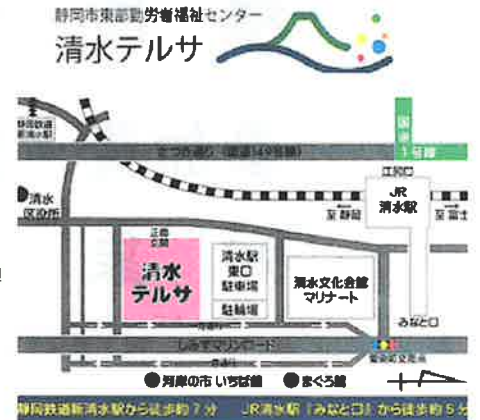 静岡市東部勤労者福祉センター
清水テルサ
静岡鉄道
新清水駅
国道
1号線
さつき通り（国道149号線）
江尻口
JR
清水駅
清水
区役所
至静岡
至富士
正面
玄関
清水
テルサ
清水駅
東口
駐車場
駐輪場
清水文化会館
マリナート
みなと口
しみずマリンロード
河岸の市 いちば館
まぐろ館
静岡鉄道新清水駅から徒歩約7分
JR清水駅「みなと口」から徒歩約5分